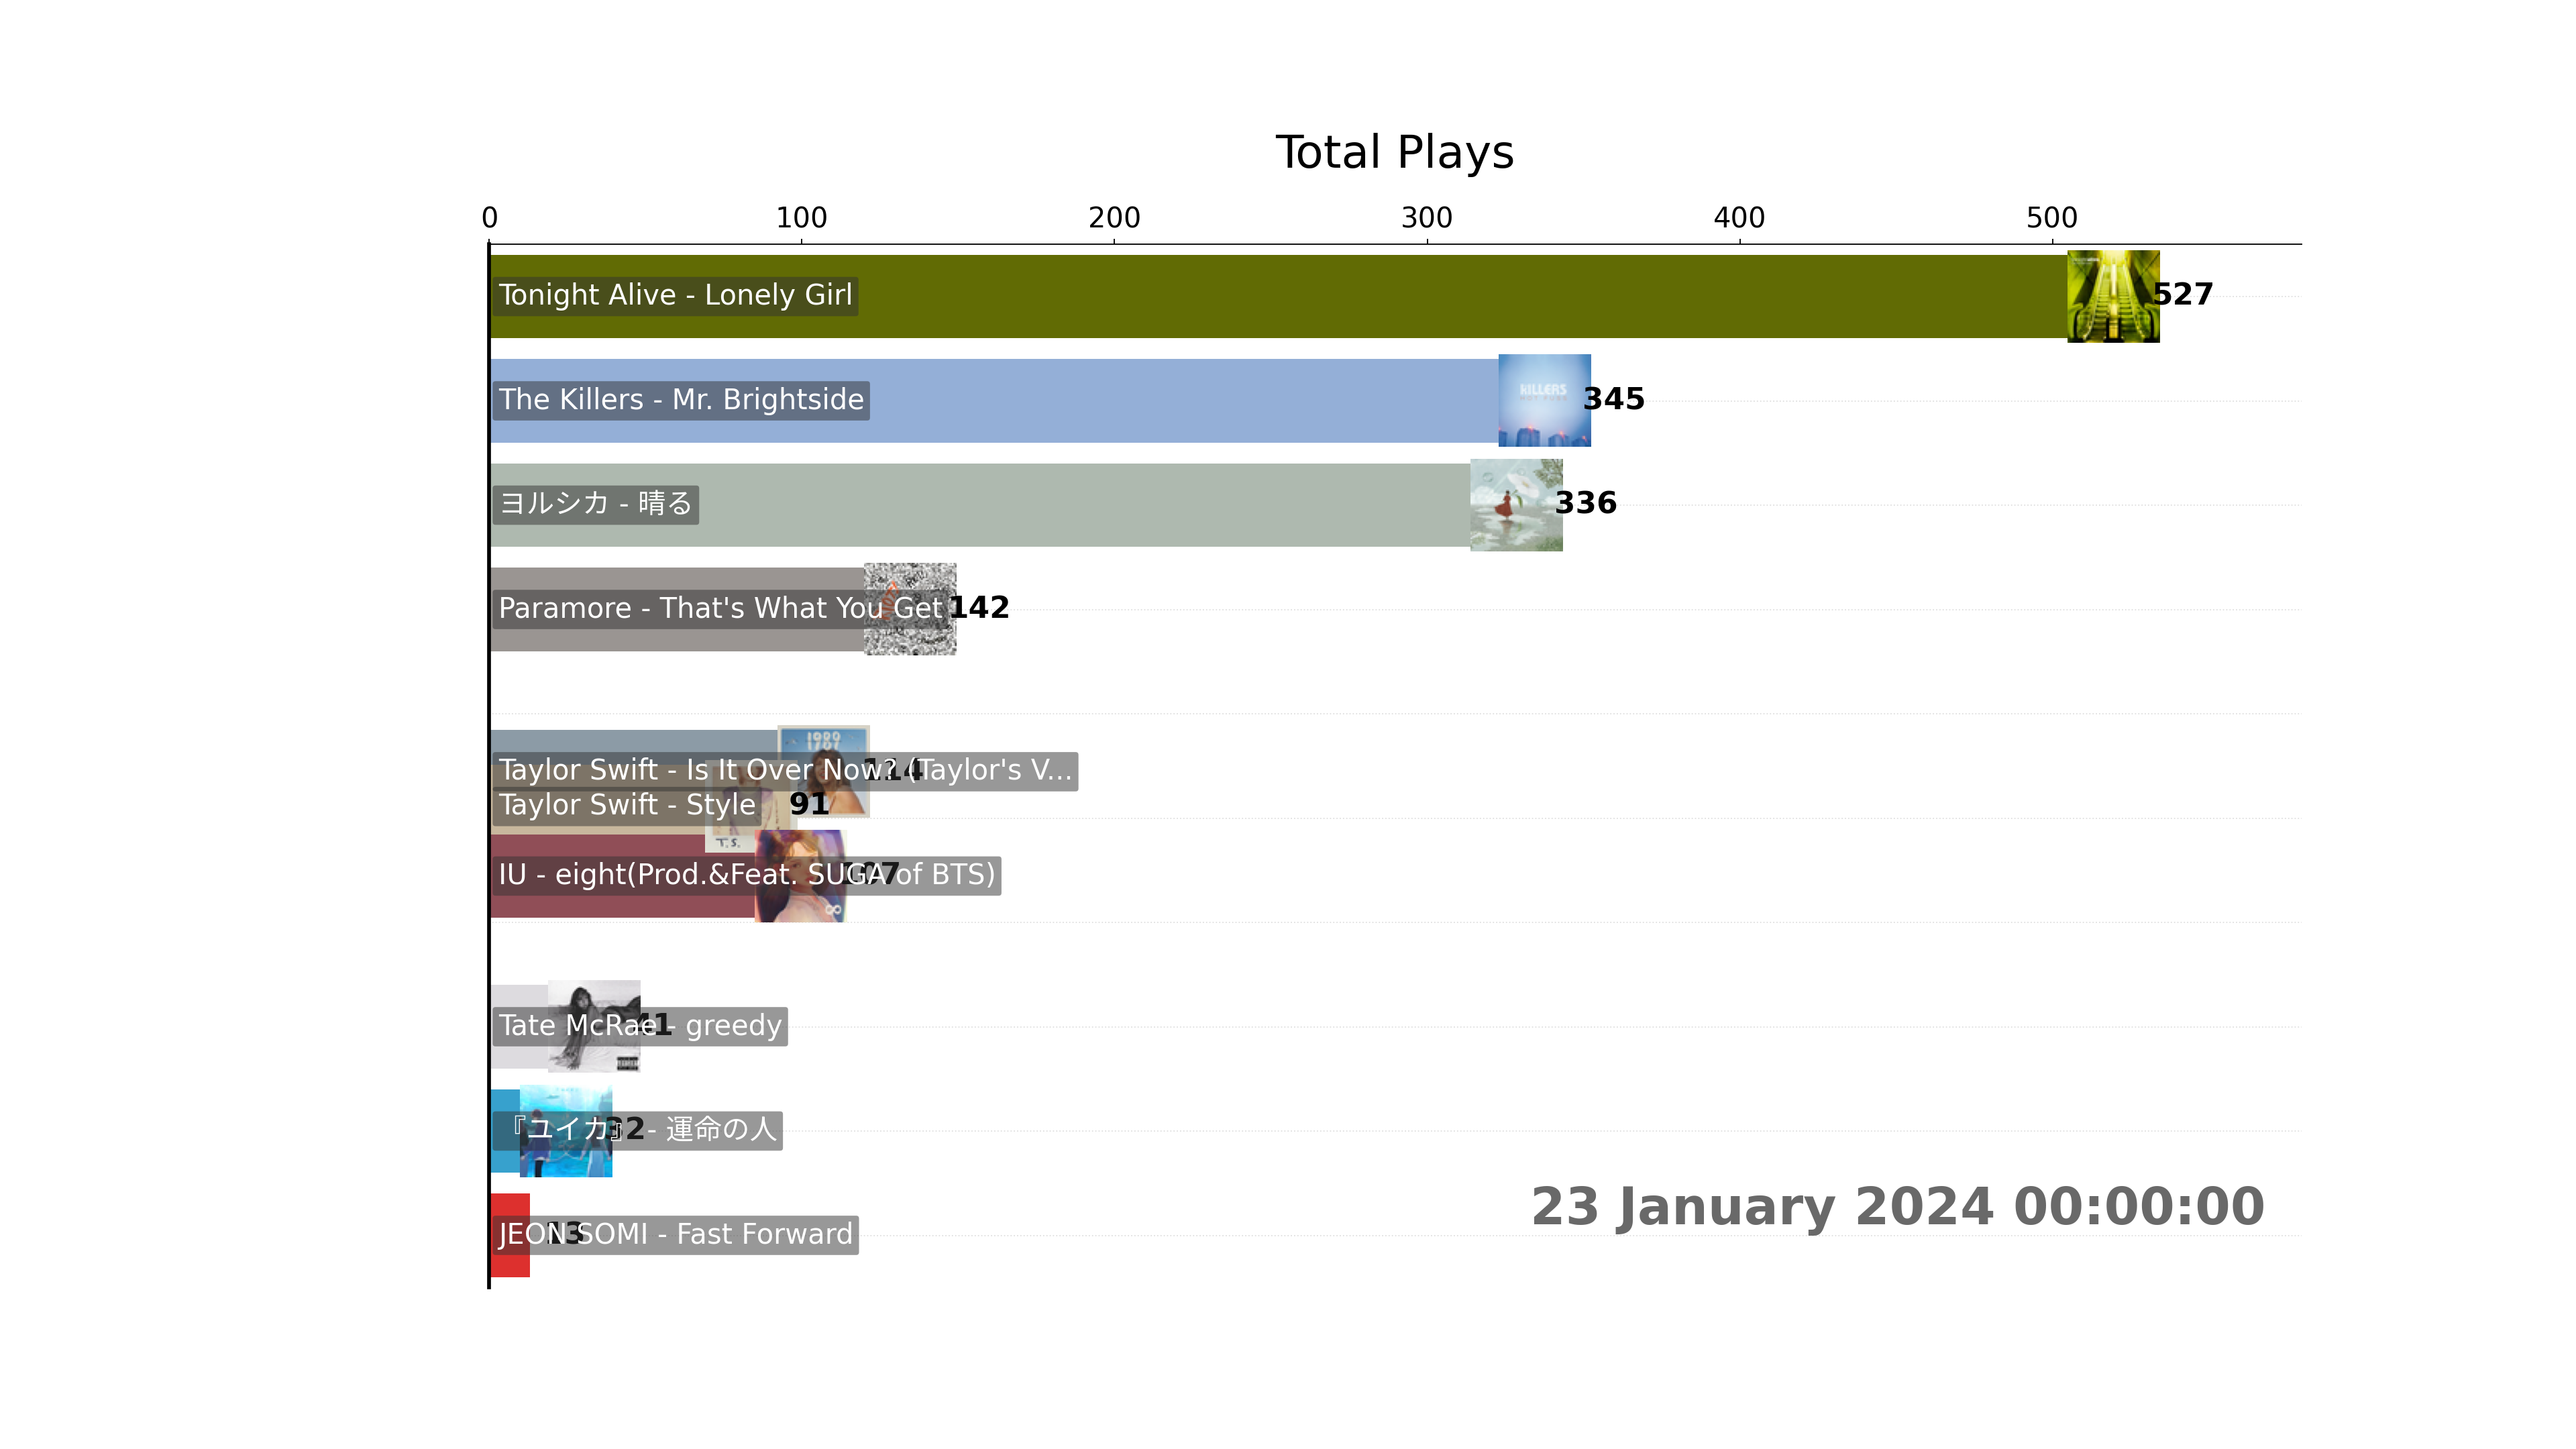 Total Plays
0 100 200 300 400 500
Tonight Alive - Lonely Girl 527
The Killers - Mr. Brightside KILLERS 345
ヨルシカ - 晴る 336
Paramore - That's What You Get 142
1989
Taylor Swift - Is It Over Now? (Taylor's V... 114
Taylor Swift - Style 91
T.S.
IU - eight(Prod.&Feat. SUGA of BTS) 107
Tate McRae - greedy 41
『ユイカ』 - 運命の人 32
JEON SOMI - Fast Forward 13
23 January 2024 00:00:00